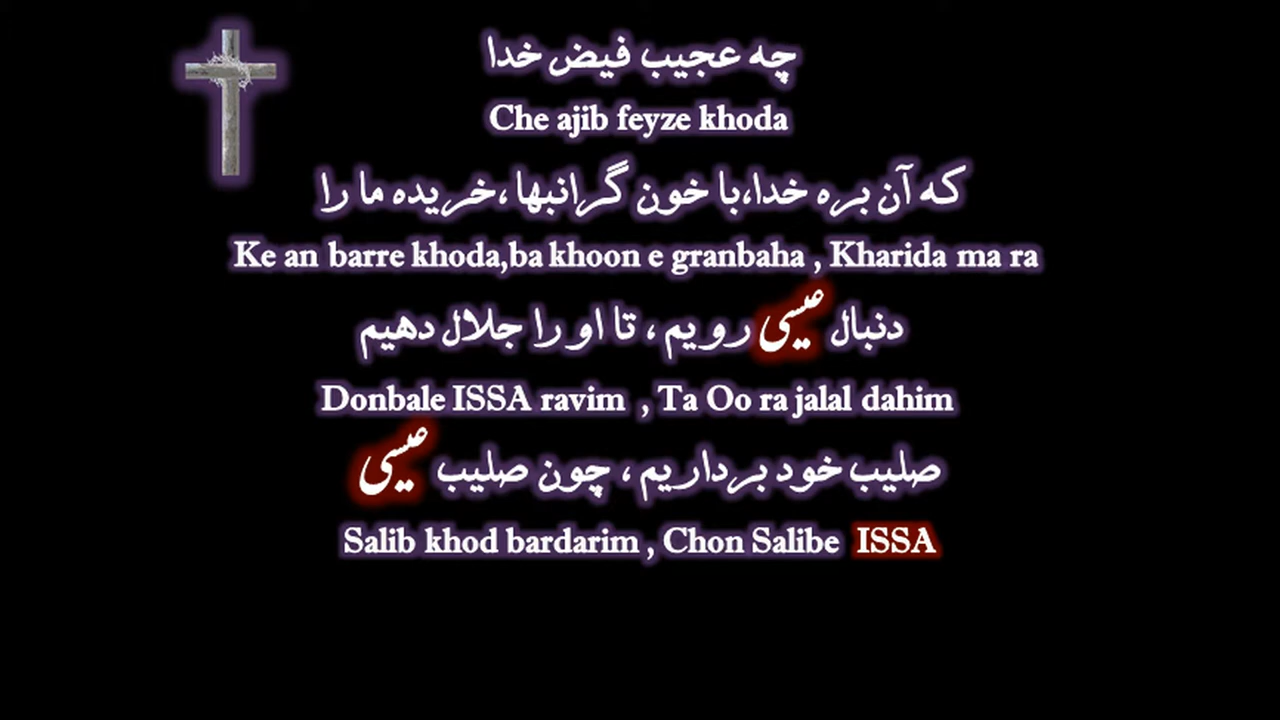 چه عجیب فیض خدا
Che ajib feyze khoda
که آن بره خدا،با خون گرانبها ،خریده ما را
Ke an barre khoda,ba khoon e granbaha , Kharida ma ra
دنبال عیسی رویم ، تا او را جلال دهیم
Donbale ISSA ravim , Ta Oo ra jalal dahim
صلیب خود برداریم ، چون صلیب عیسی
Salib khod bardarim , Chon Salibe ISSA